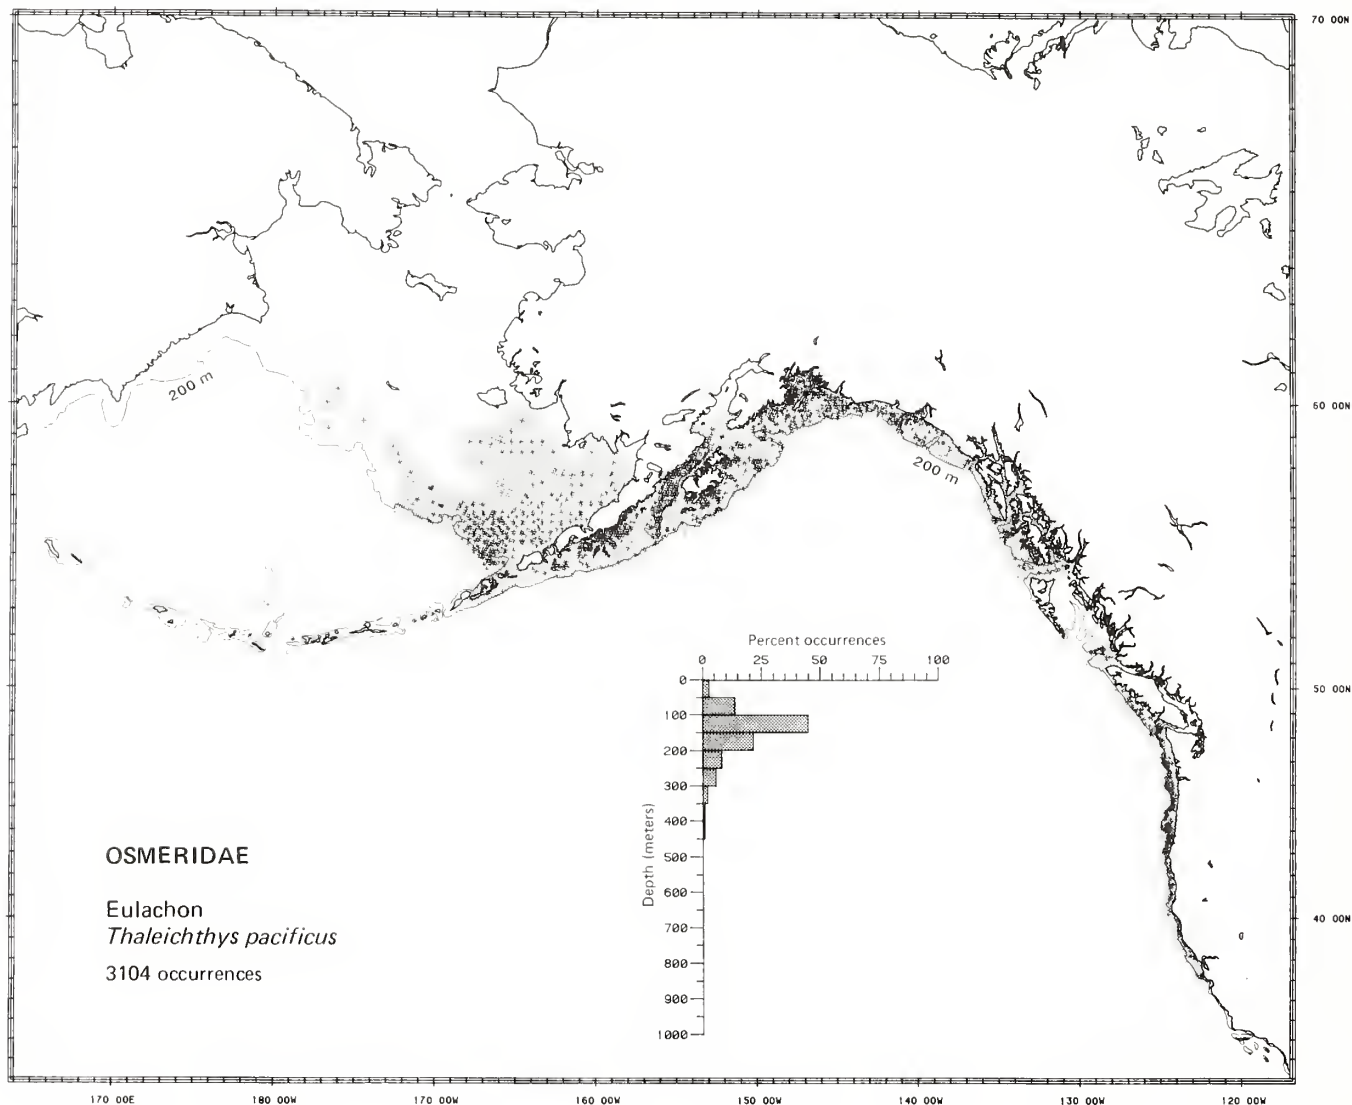 70 00N
200 m
60 00N
200 m
Percent occurrences
0 25 50 75 100
50 00N
0
100
200
300
400
500
600
700
800
900
1000
Depth (meters)
OSMERIDAE
Eulachon
Thaleichthys pacificus
3104 occurrences
40 00N
170 00E 180 00W 170 00W 160 00W 150 00W 140 00W 130 00W 120 00W